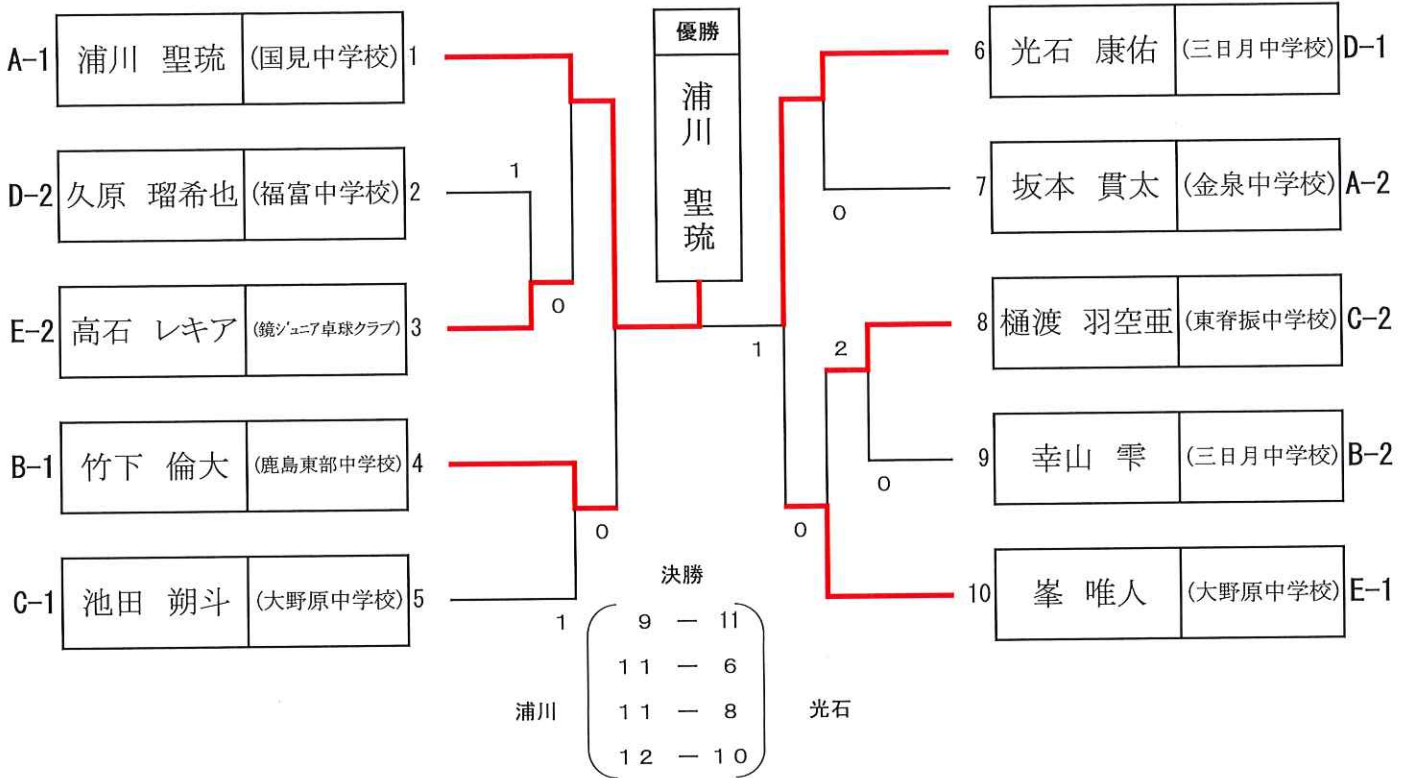 優勝
浦川 聖琉
A-1 浦川 聖琉 (国見中学校) 1
D-2 久原 瑠希也 (福富中学校) 2
E-2 高石 レキア (鏡ジュニア卓球クラブ) 3
B-1 竹下 倫大 (鹿島東部中学校) 4
C-1 池田 朔斗 (大野原中学校) 5
1
0
0
1
6 光石 康佑 (三日月中学校) D-1
7 坂本 貫太 (金泉中学校) A-2
8 樋渡 羽空亜 (東脊振中学校) C-2
9 幸山 雫 (三日月中学校) B-2
10 峯 唯人 (大野原中学校) E-1
0
1
2
0
0
決勝
浦川
9 — 11
11 — 6
11 — 8
12 — 10
光石